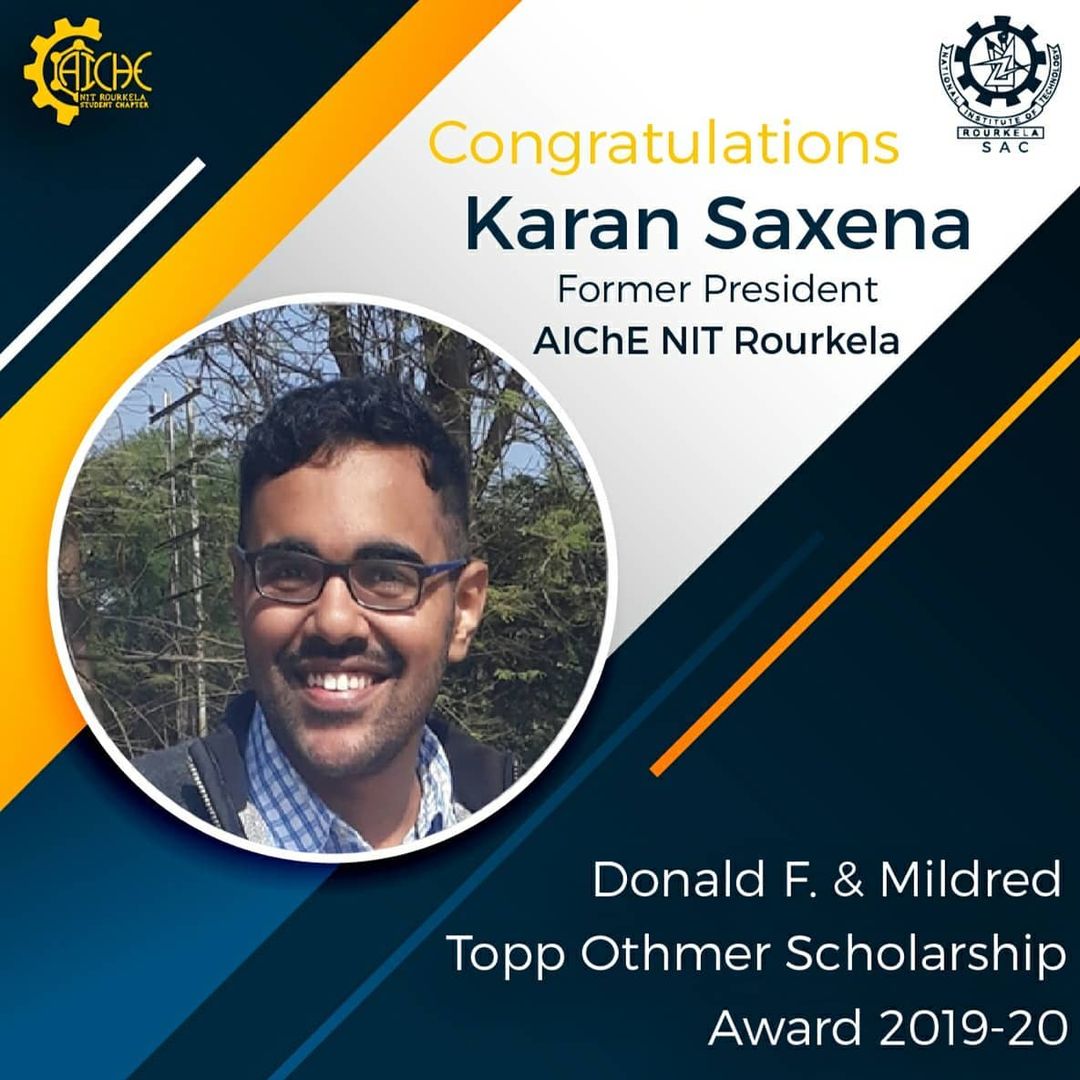 AIChE
NIT ROURKELA
STUDENT CHAPTER
NATIONAL INSTITUTE OF TECHNOLOGY
ROURKELA
SAC
Congratulations
Karan Saxena
Former President
AIChE NIT Rourkela
Donald F. & Mildred
Topp Othmer Scholarship
Award 2019-20